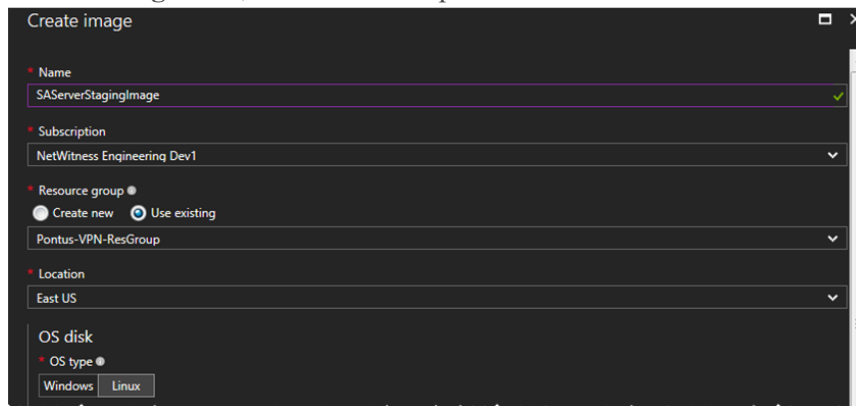 Create image
* Name
SAServerStagingImage
* Subscription
NetWitness Engineering Dev1
* Resource group
Create new Use existing
Pontus-VPN-ResGroup
* Location
East US
OS disk
* OS type
Windows Linux